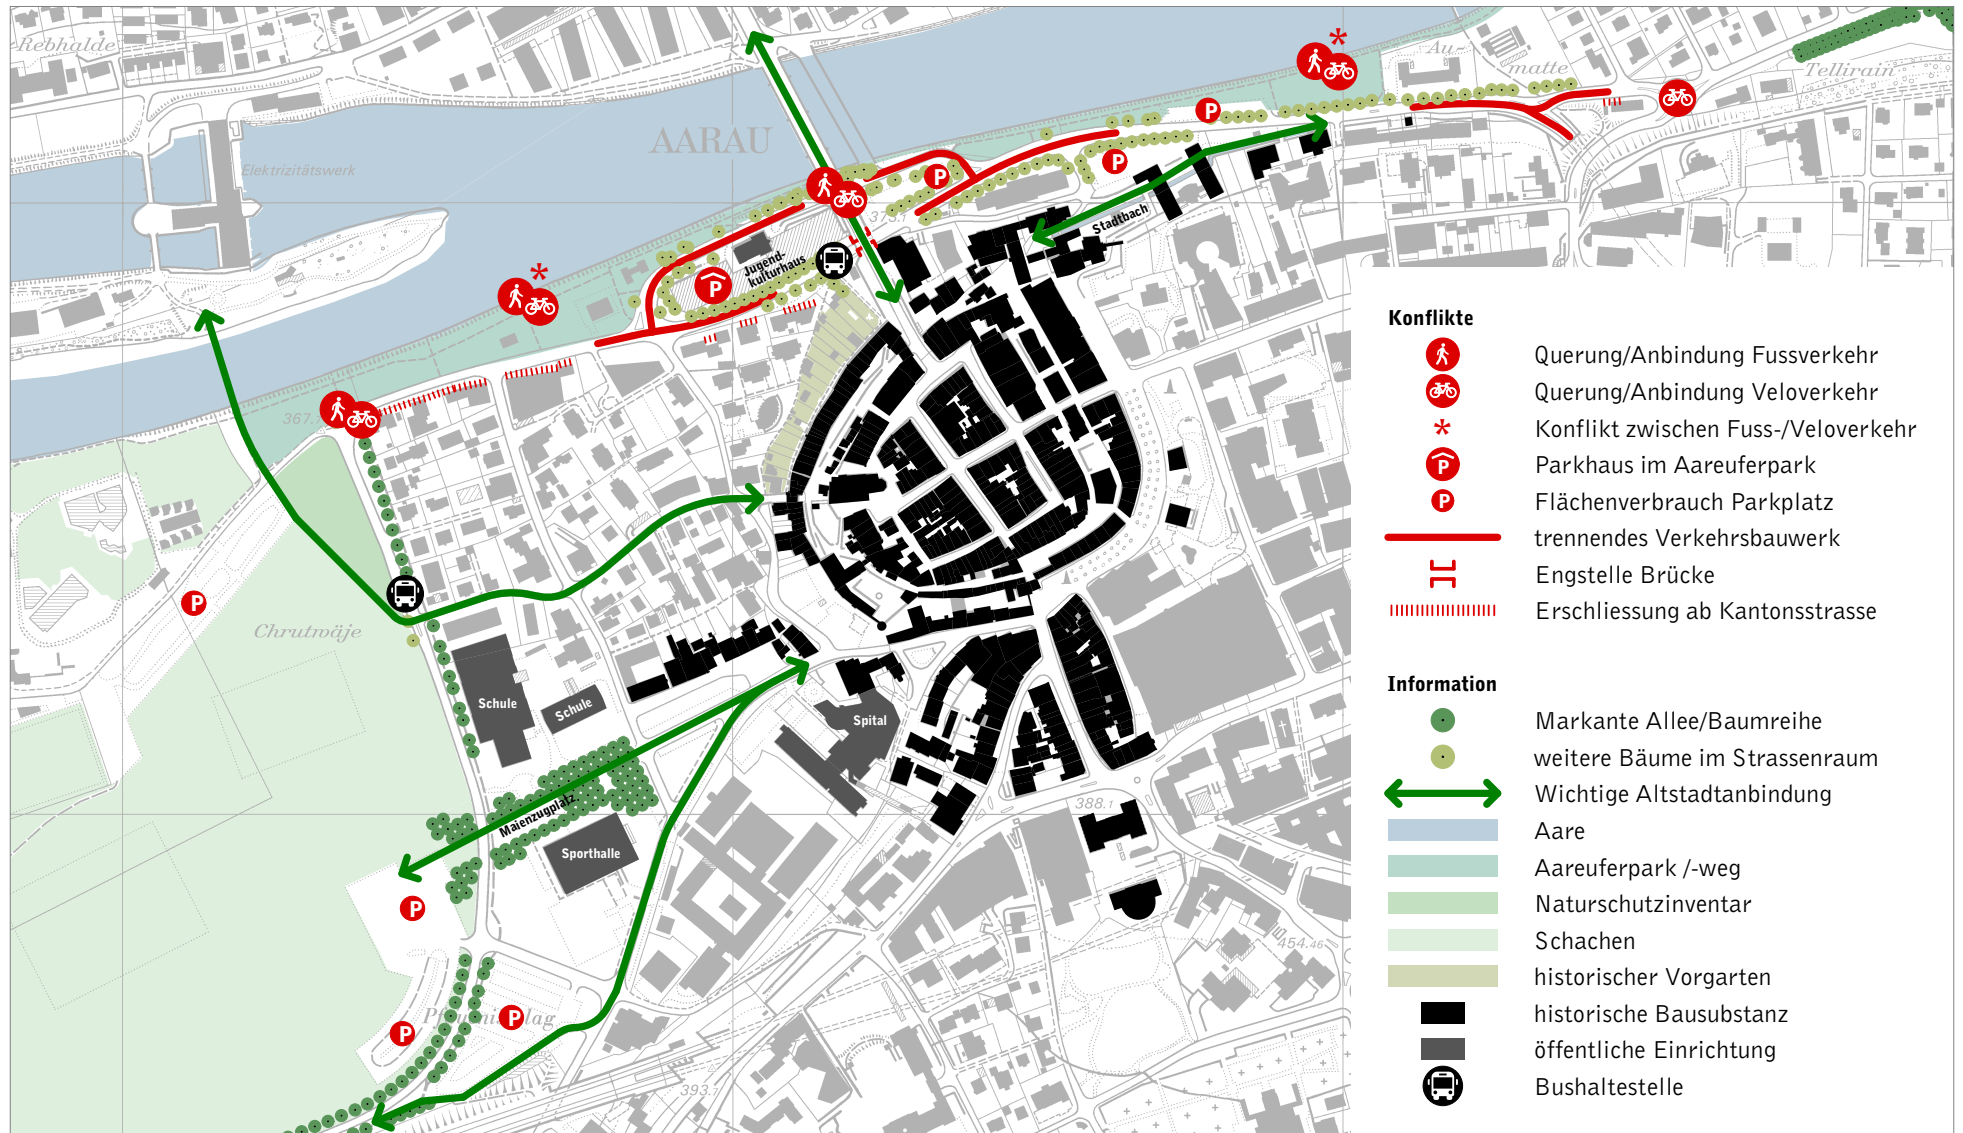 Rebhalde
AARAU
Elektrizitätswerk
Au-
matte
Tellirain
P
P
P
373.1
Stadtbach
Jugend-
kulturhaus
P
367.
P
Chrutwäje
Schule
Schule
Spital
Maienzugplatz
Sporthalle
P
388.1
454.46
P
P
393.7
Konflikte
Querung/Anbindung Fussverkehr
Querung/Anbindung Veloverkehr
* Konflikt zwischen Fuss-/Veloverkehr
P Parkhaus im Aareuferpark
P Flächenverbrauch Parkplatz
trennendes Verkehrsbauwerk
Engstelle Brücke
Erschliessung ab Kantonsstrasse
Information
Markante Allee/Baumreihe
weitere Bäume im Strassenraum
Wichtige Altstadtanbindung
Aare
Aareuferpark /-weg
Naturschutzinventar
Schachen
historischer Vorgarten
historische Bausubstanz
öffentliche Einrichtung
Bushaltestelle